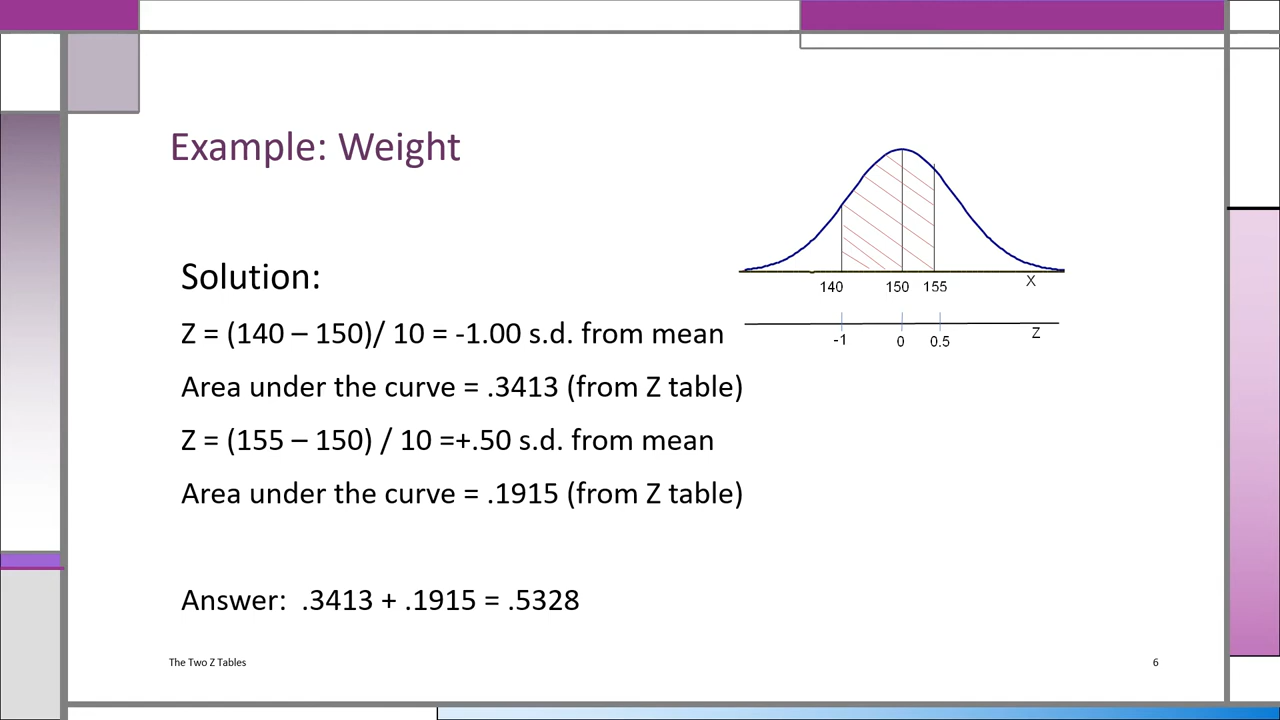 Example: Weight
140 150 155 X
-1 0 0.5 Z
Solution:
Z = (140 – 150)/ 10 = -1.00 s.d. from mean
Area under the curve = .3413 (from Z table)
Z = (155 – 150) / 10 =+.50 s.d. from mean
Area under the curve = .1915 (from Z table)
Answer:  .3413 + .1915 = .5328
The Two Z Tables
6